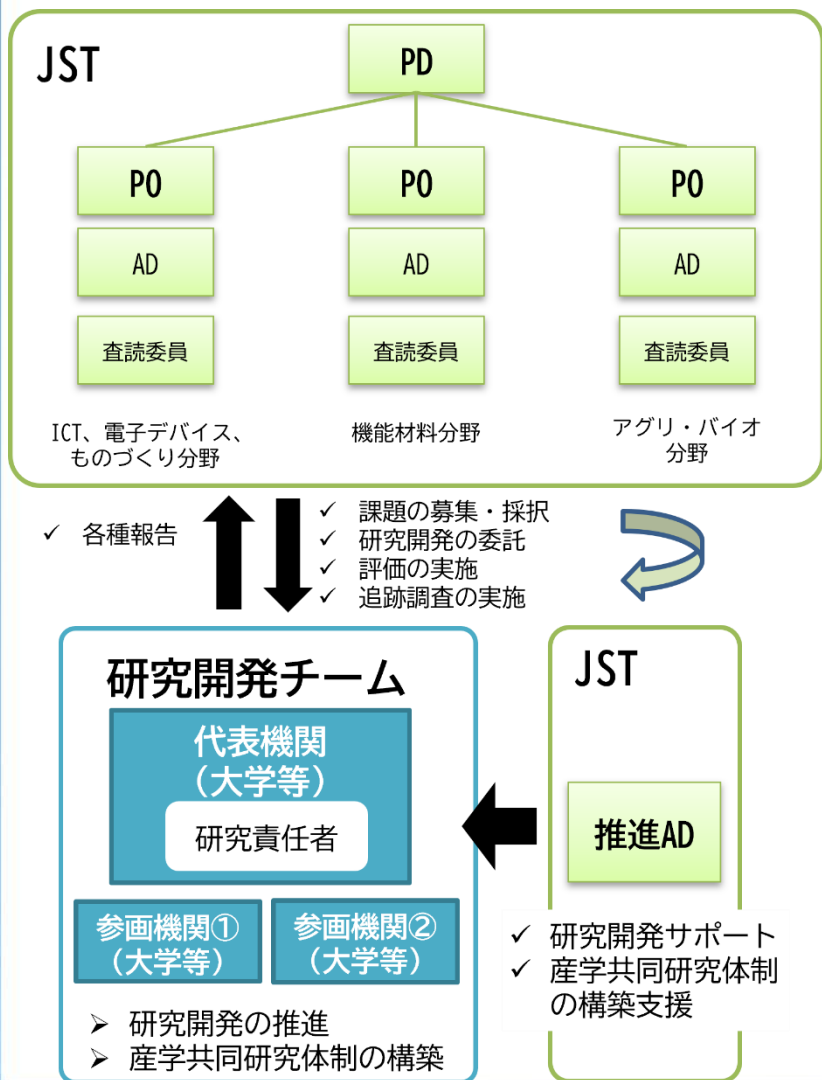 JST
PD
PO
PO
PO
AD
AD
AD
査読委員
査読委員
査読委員
ICT、電子デバイス、
ものづくり分野
機能材料分野
アグリ・バイオ
分野
✓ 各種報告
✓ 課題の募集・採択
✓ 研究開発の委託
✓ 評価の実施
✓ 追跡調査の実施
研究開発チーム
代表機関
（大学等）
研究責任者
参画機関①
（大学等）
参画機関②
（大学等）
➢ 研究開発の推進
➢ 産学共同研究体制の構築
JST
推進AD
✓ 研究開発サポート
✓ 産学共同研究体制
の構築支援